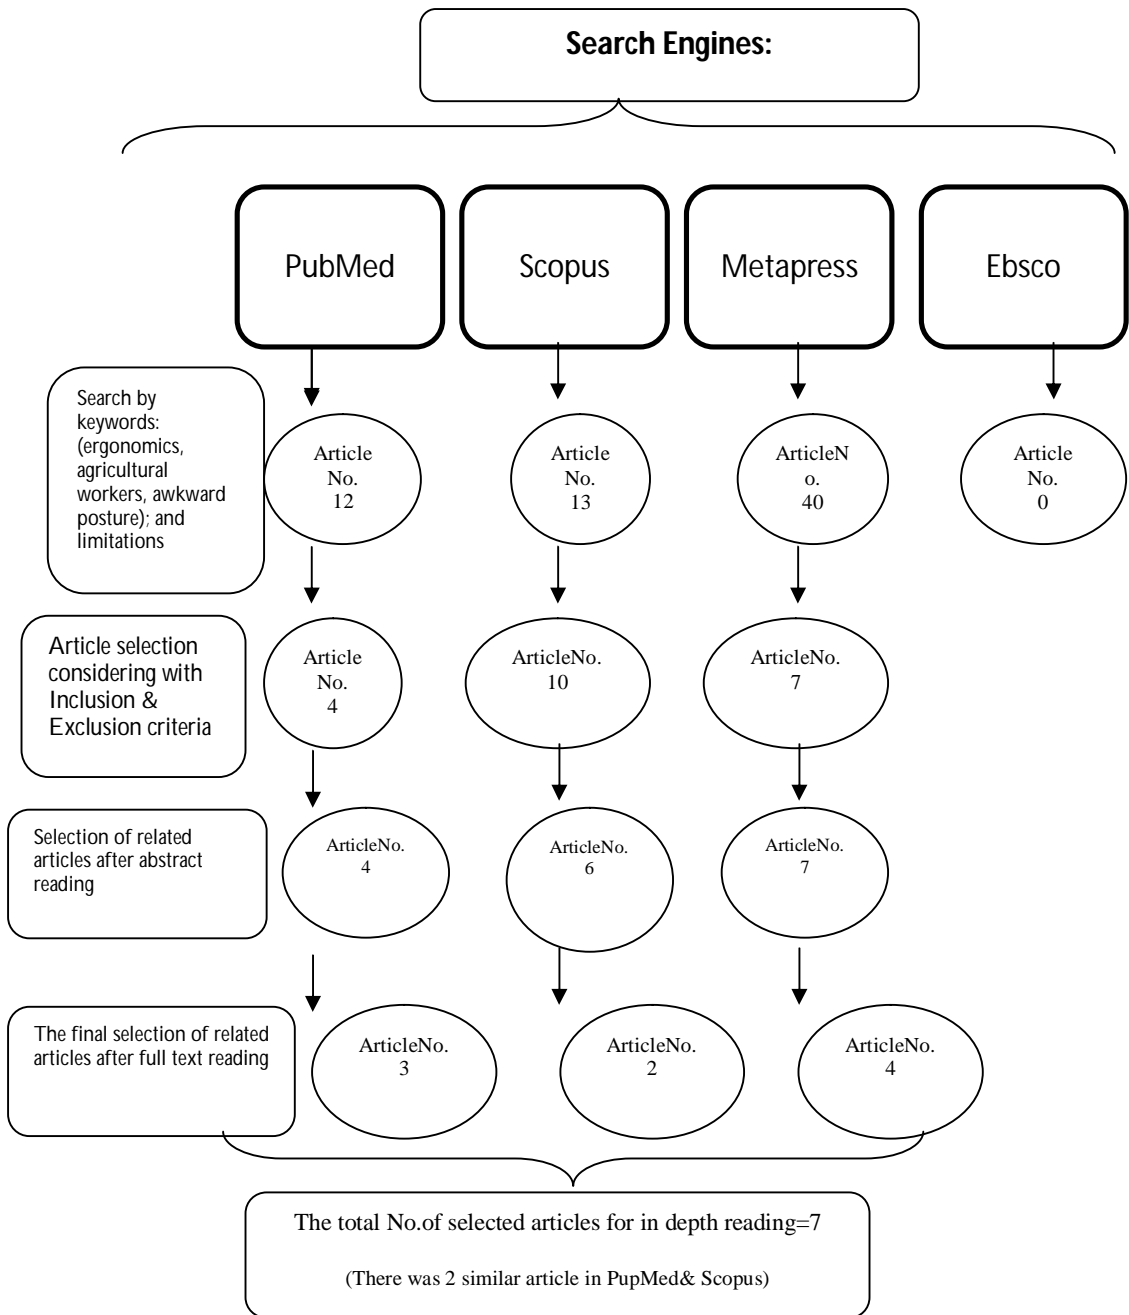 Search Engines:
PubMed
Scopus
Metapress
Ebsco
Search by
keywords:
(ergonomics,
agricultural
workers, awkward
posture); and
limitations
Article
No.
12
Article
No.
13
ArticleN
o.
40
Article
No.
0
Article selection
considering with
Inclusion &
Exclusion criteria
Article
No.
4
ArticleNo.
10
ArticleNo.
7
Selection of related
articles after abstract
reading
ArticleNo.
4
ArticleNo.
6
ArticleNo.
7
The final selection of related
articles after full text reading
ArticleNo.
3
ArticleNo.
2
ArticleNo.
4
The total No.of selected articles for in depth reading=7
(There was 2 similar article in PupMed& Scopus)